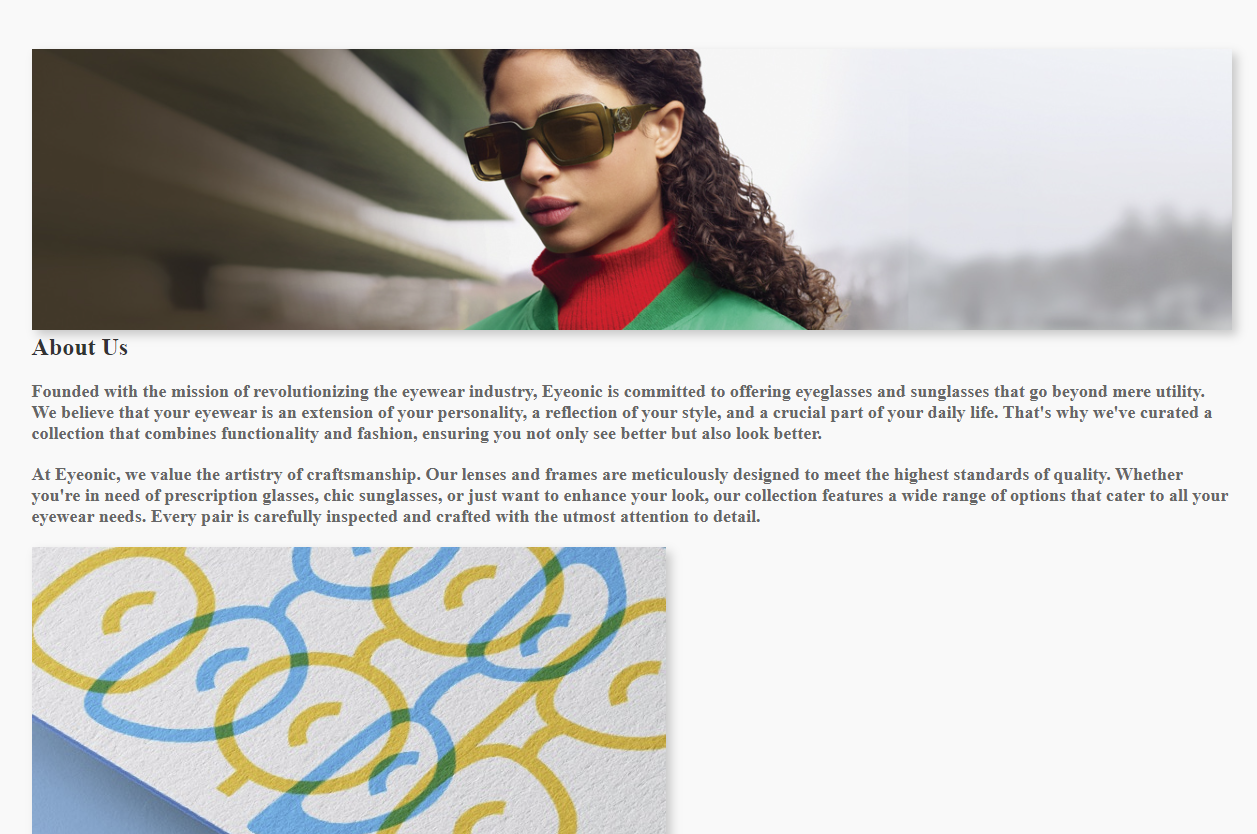 About Us
Founded with the mission of revolutionizing the eyewear industry, Eyeonic is committed to offering eyeglasses and sunglasses that go beyond mere utility.
We believe that your eyewear is an extension of your personality, a reflection of your style, and a crucial part of your daily life. That's why we've curated a
collection that combines functionality and fashion, ensuring you not only see better but also look better.
At Eyeonic, we value the artistry of craftsmanship. Our lenses and frames are meticulously designed to meet the highest standards of quality. Whether
you're in need of prescription glasses, chic sunglasses, or just want to enhance your look, our collection features a wide range of options that cater to all your
eyewear needs. Every pair is carefully inspected and crafted with the utmost attention to detail.